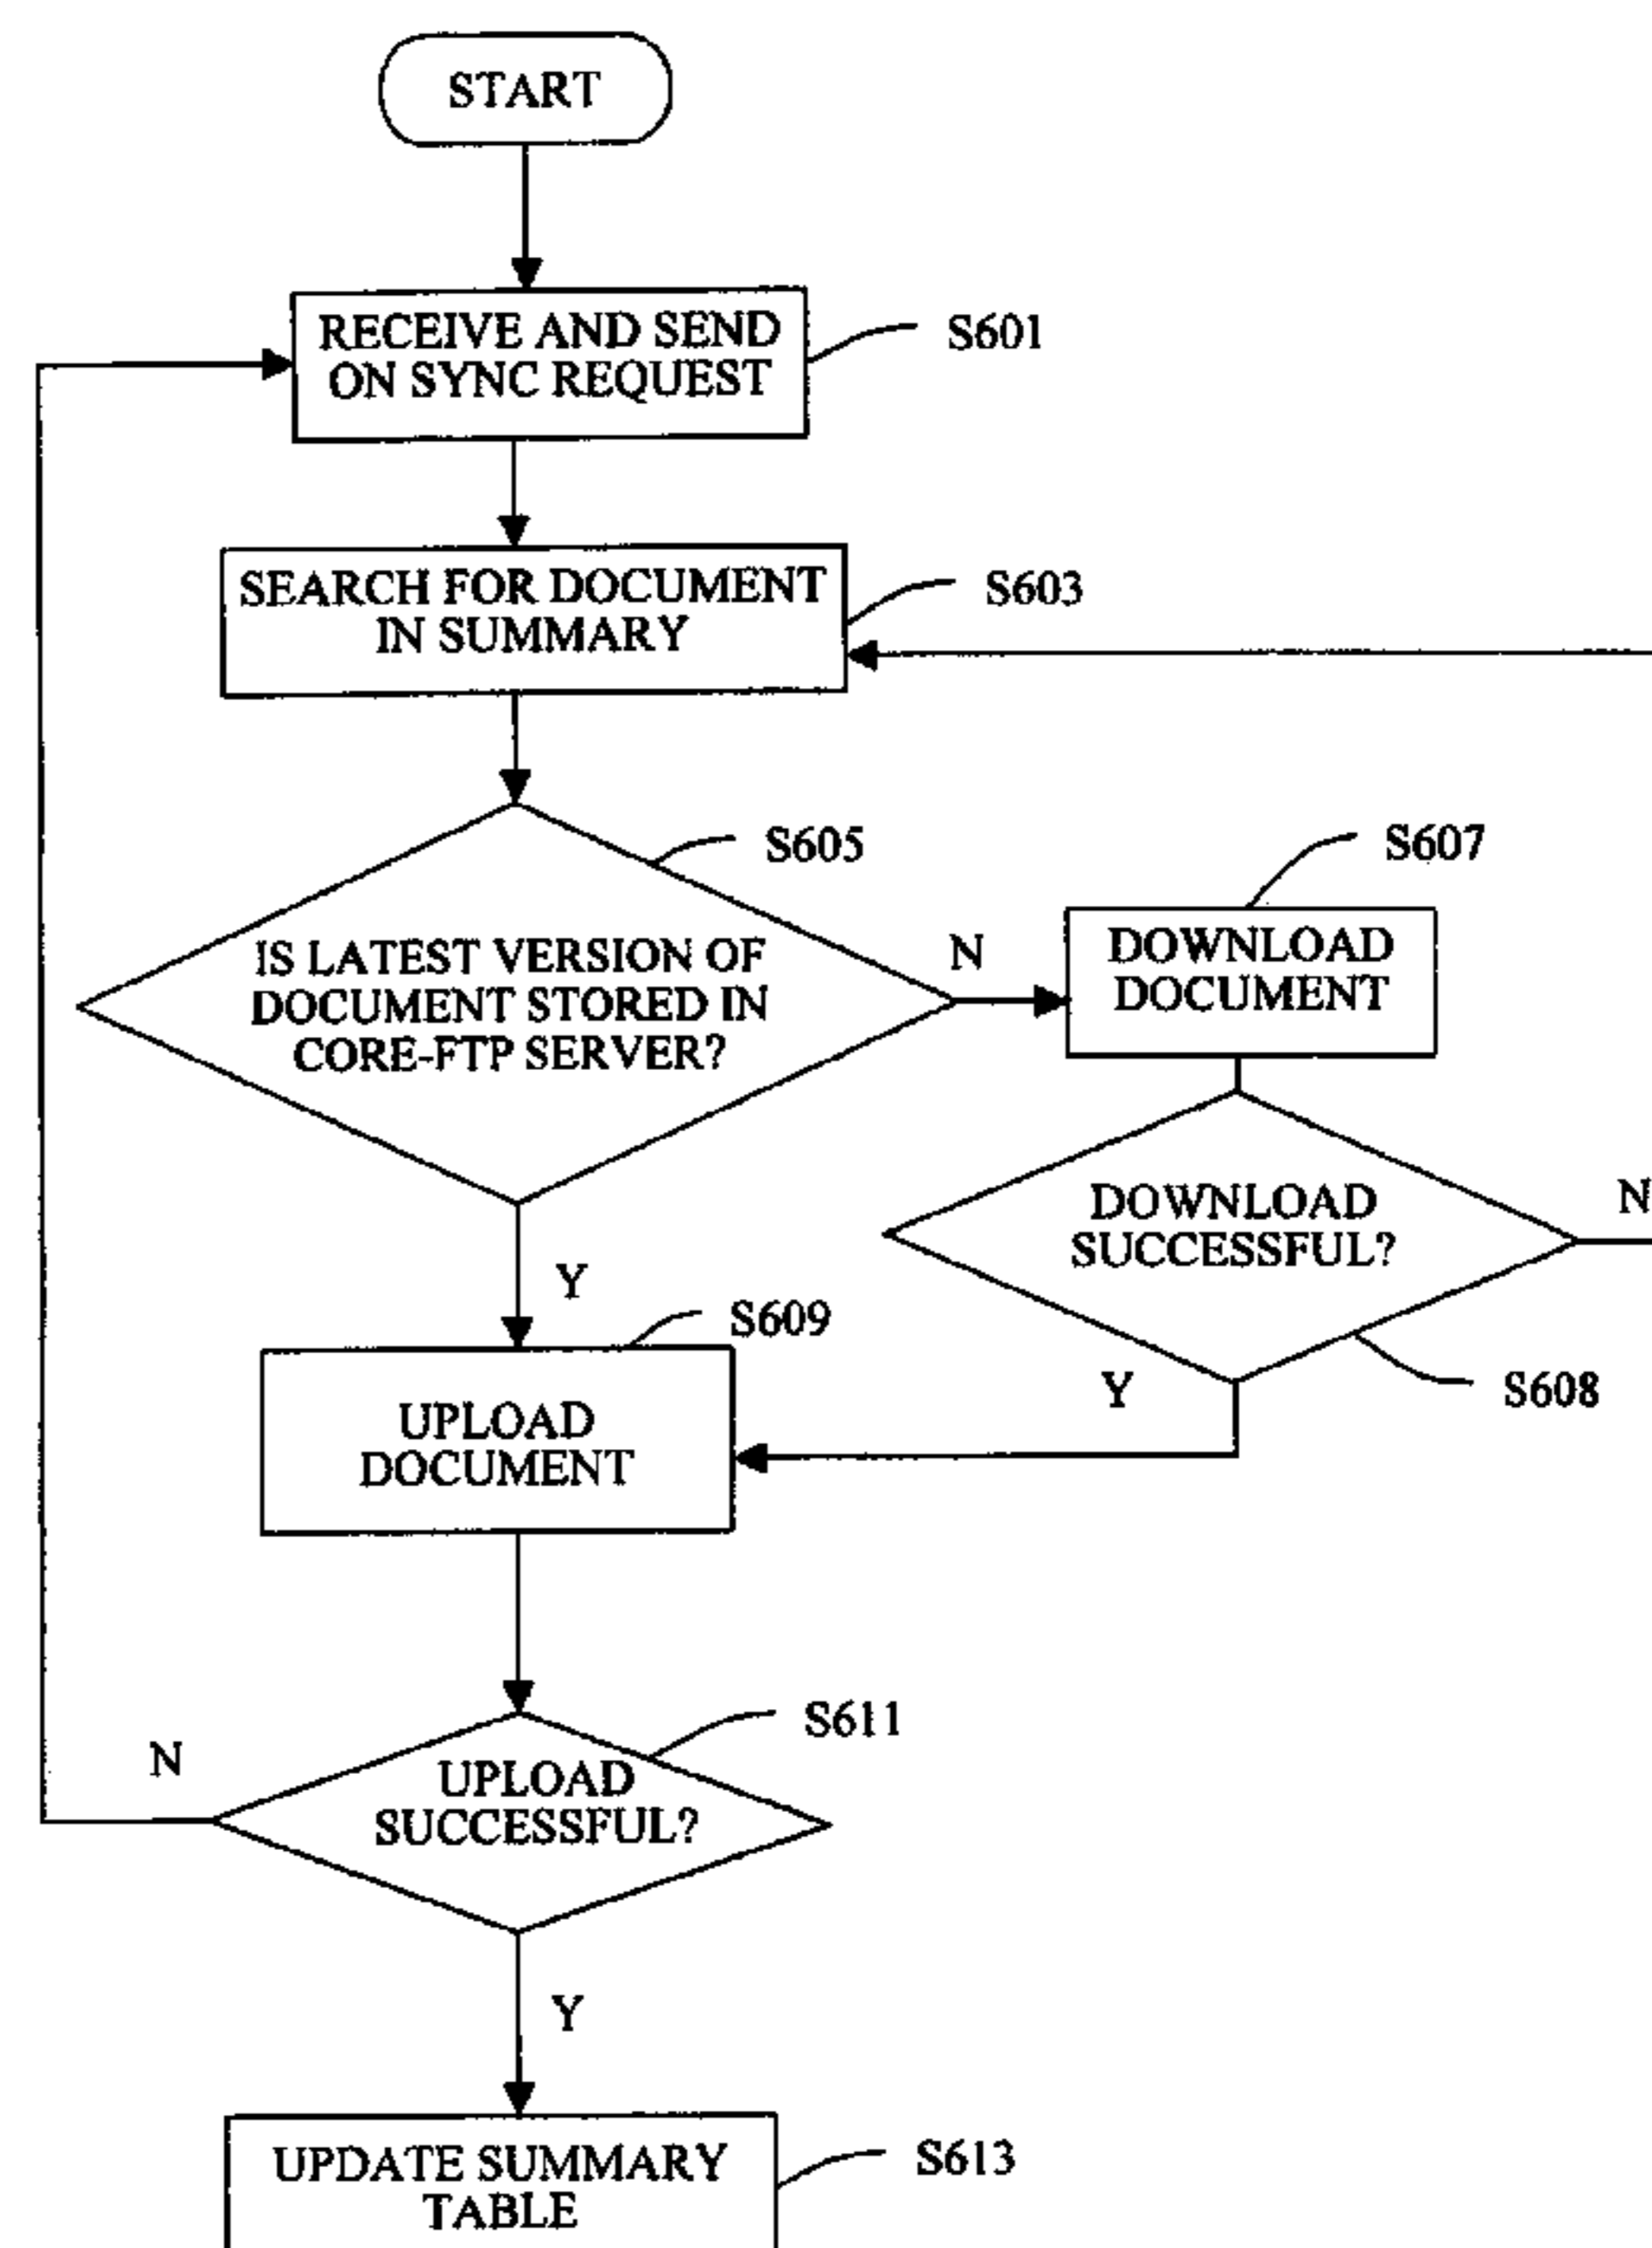 START
RECEIVE AND SEND
ON SYNC REQUEST
S601
SEARCH FOR DOCUMENT
IN SUMMARY
S603
S605
IS LATEST VERSION OF
DOCUMENT STORED IN
CORE-FTP SERVER?
N
S607
DOWNLOAD
DOCUMENT
DOWNLOAD
SUCCESSFUL?
N
S608
Y
Y
S609
UPLOAD
DOCUMENT
S611
UPLOAD
SUCCESSFUL?
N
Y
UPDATE SUMMARY
TABLE
S613